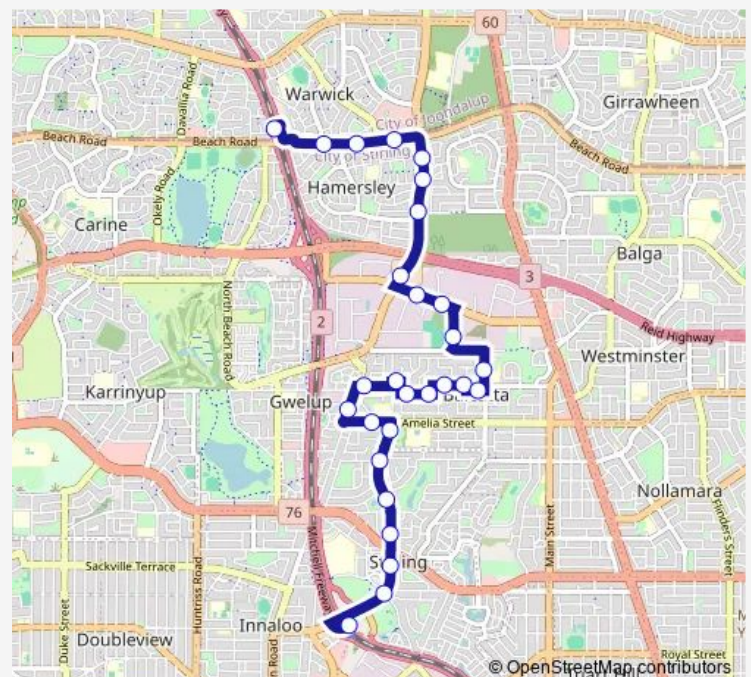 60
Warwick
Girrawheen
Davallia Road
City of Joondalup
Beach Road
Beach Road
City of Stirling
Beach Road
Okely Road
Hamersley
Carine
Balga
3
North Beach Road
2
Reid Highway
Westminster
Karrinyup
Gwelup
Amelia Street
Nollamara
76
Flinders Street
Main Street
Mitchell Freeway
Sackville Terrace
Huntriss Road
Duke Street
Innaloo
Doubleview
Royal Street
© OpenStreetMap contributors